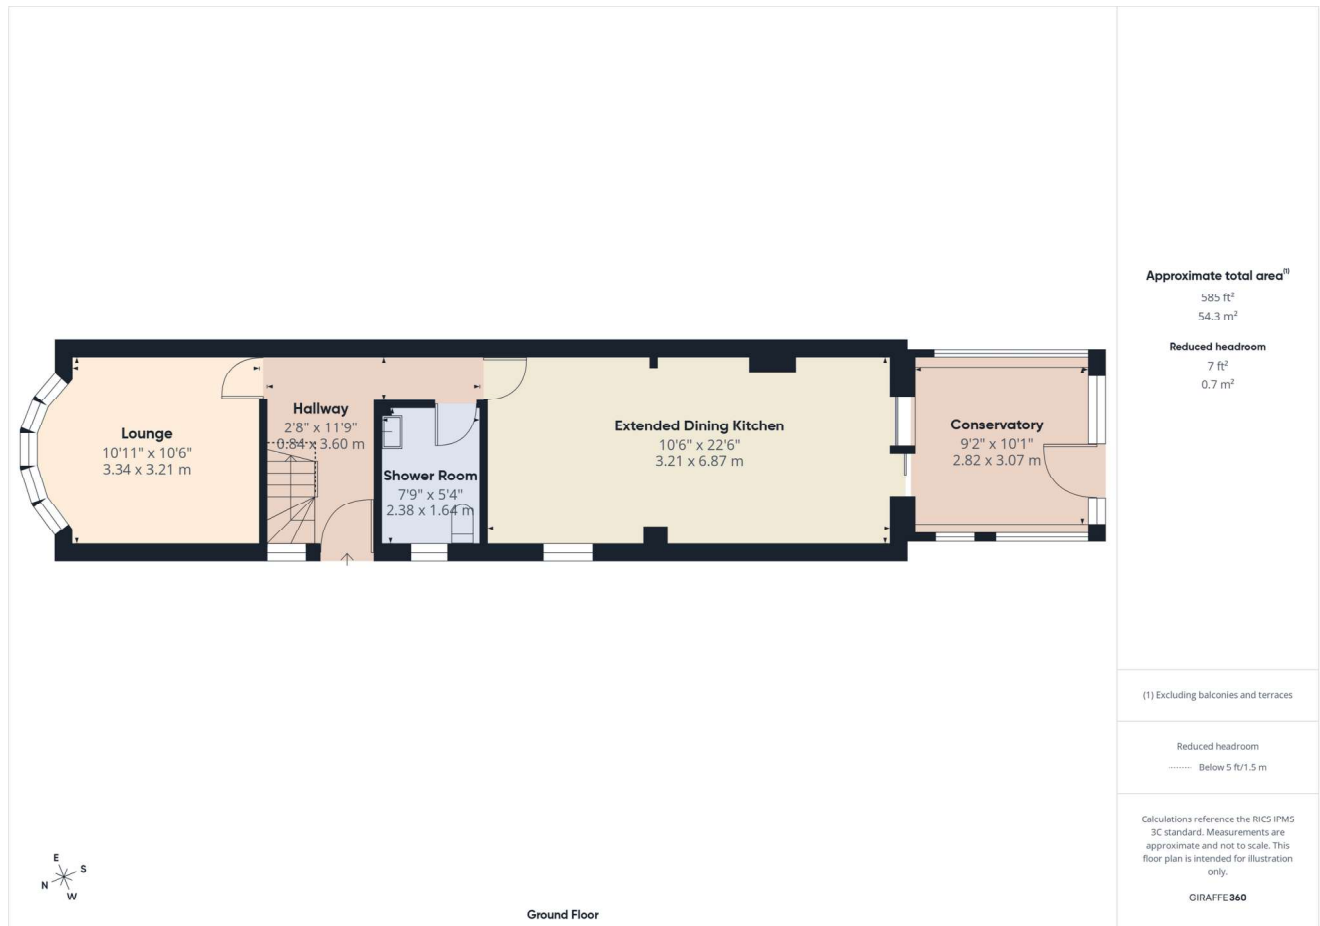 Lounge
10'11" x 10'6"
3.34 x 3.21 m
Hallway
2'8" x 11'9"
0.84 x 3.60 m
Shower Room
7'9" x 5'4"
2.38 x 1.64 m
Extended Dining Kitchen
10'6" x 22'6"
3.21 x 6.87 m
Conservatory
9'2" x 10'1"
2.82 x 3.07 m
Approximate total area(1)
585 ft²
54.3 m²
Reduced headroom
7 ft²
0.7 m²
(1) Excluding balconies and terraces
Reduced headroom
Below 5 ft/1.5 m
Calculations reference the RICS IPMS
3C standard. Measurements are
approximate and not to scale. This
floor plan is intended for illustration
only.
GIRAFFE360
E
S
N
W
Ground Floor